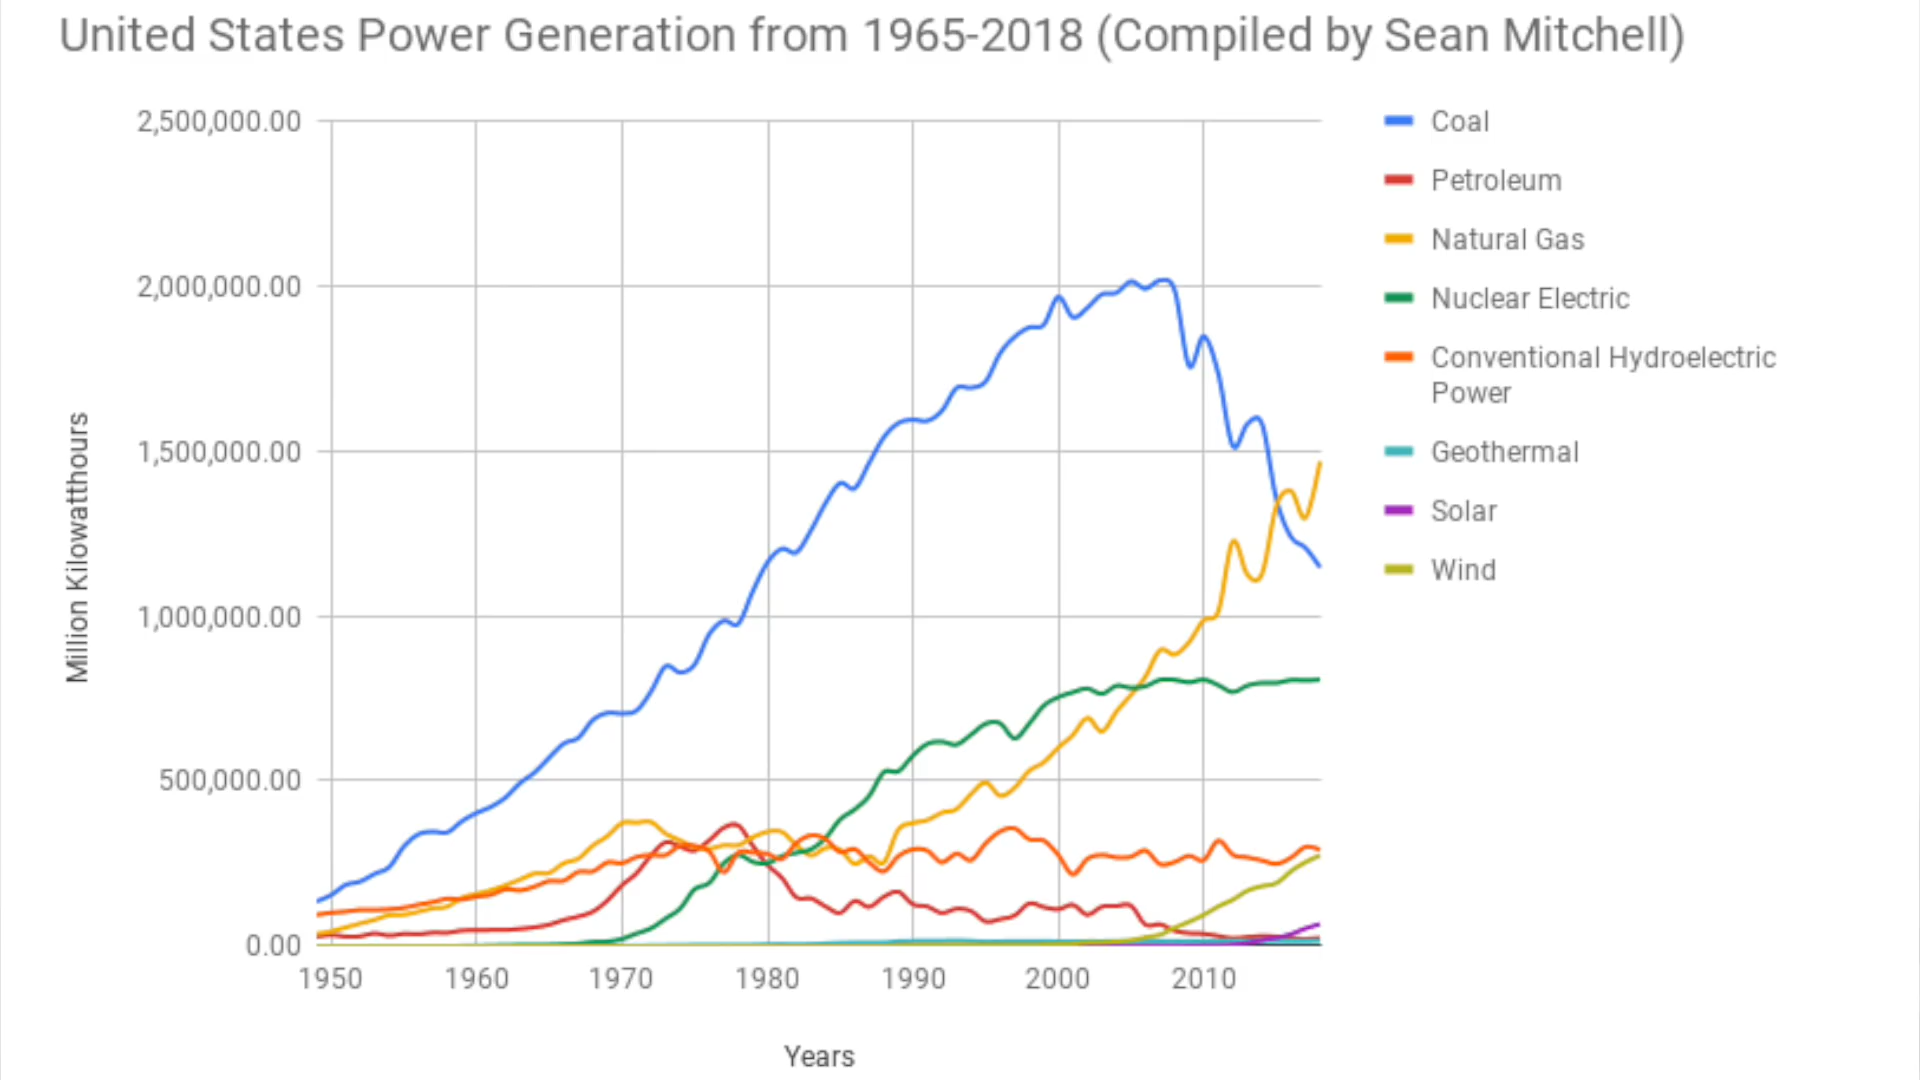 United States Power Generation from 1965-2018 (Compiled by Sean Mitchell)
2,500,000.00
2,000,000.00
1,500,000.00
1,000,000.00
500,000.00
0.00
Million Kilowatthours
1950 1960 1970 1980 1990 2000 2010
Years
Coal
Petroleum
Natural Gas
Nuclear Electric
Conventional Hydroelectric
Power
Geothermal
Solar
Wind